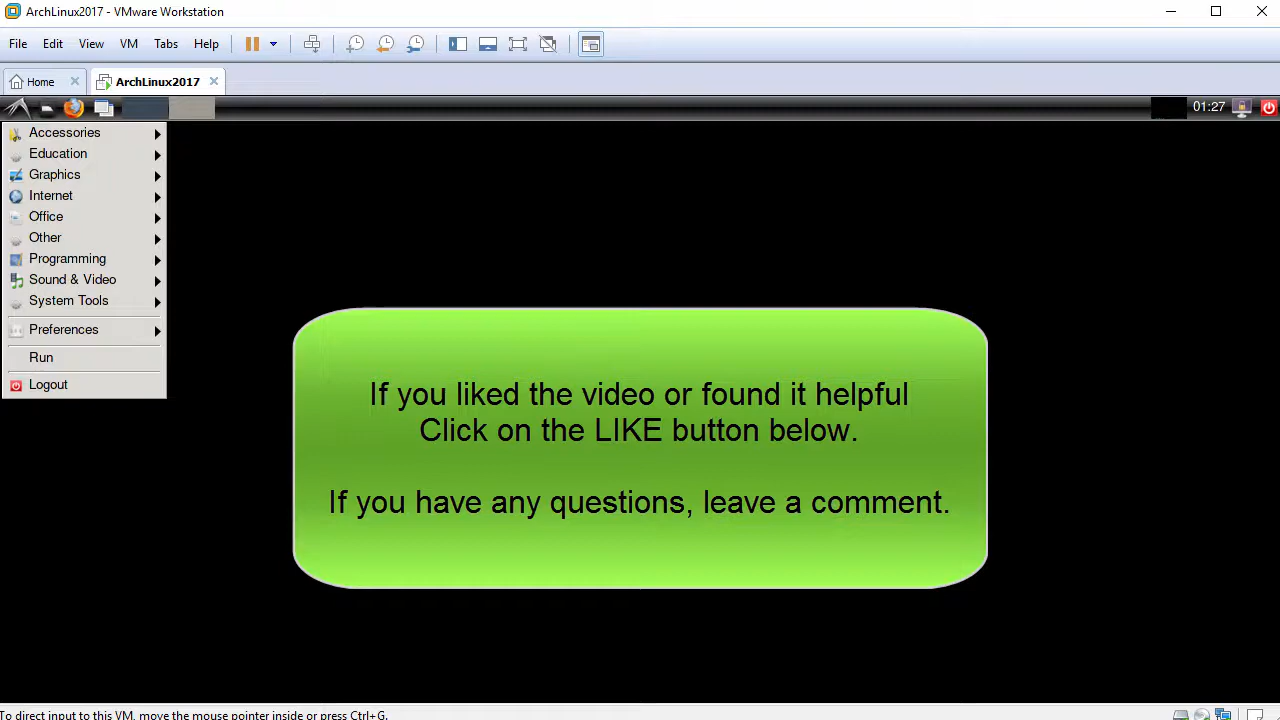 ArchLinux2017 - VMware Workstation
File Edit View VM Tabs Help
Home ArchLinux2017
01:27
Accessories
Education
Graphics
Internet
Office
Other
Programming
Sound & Video
System Tools
Preferences
Run
Logout
If you liked the video or found it helpful
Click on the LIKE button below.
If you have any questions, leave a comment.
To direct input to this VM, move the mouse pointer inside or press Ctrl+G.